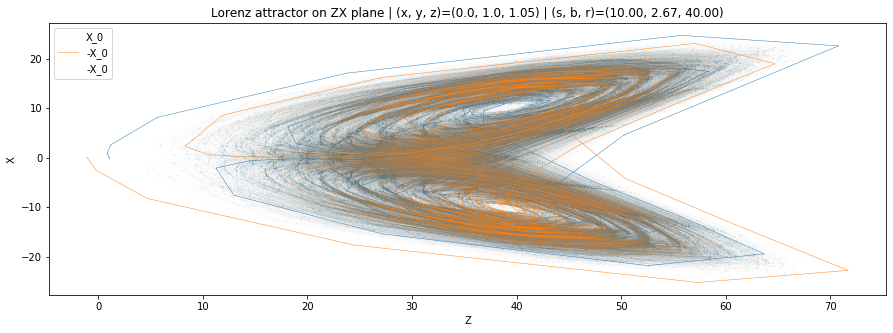 Lorenz attractor on ZX plane | (x, y, z)=(0.0, 1.0, 1.05) | (s, b, r)=(10.00, 2.67, 40.00)
X_0
-X_0
-X_0
20
10
0
−10
−20
X
0 10 20 30 40 50 60 70
Z